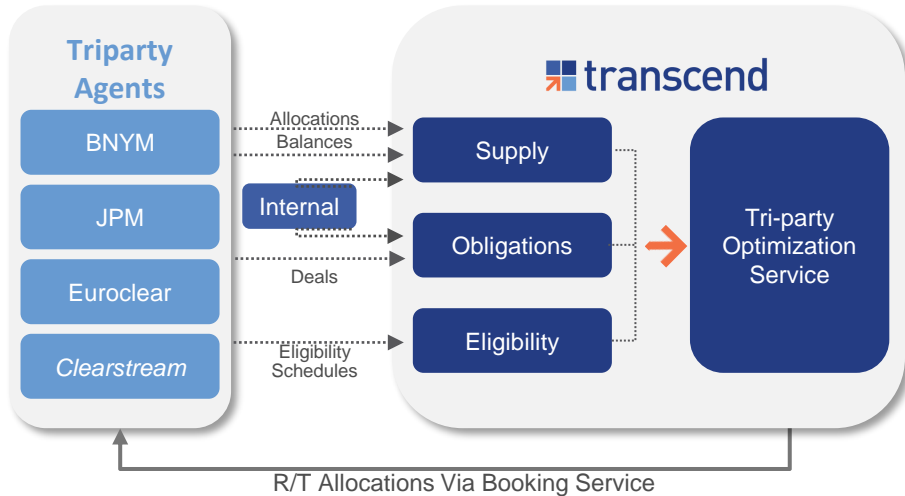 Triparty
Agents
BNYM
JPM
Euroclear
Clearstream
Allocations
Balances
Internal
Deals
Eligibility
Schedules
transcend
Supply
Obligations
Eligibility
Tri-party
Optimization
Service
R/T Allocations Via Booking Service